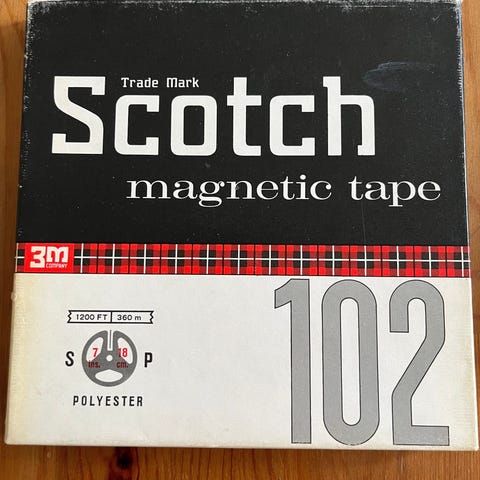 Trade Mark
Scotch
magnetic tape
3M
COMPANY
1200 FT 360 m
S 7 18 P
ins. cm.
POLYESTER
102